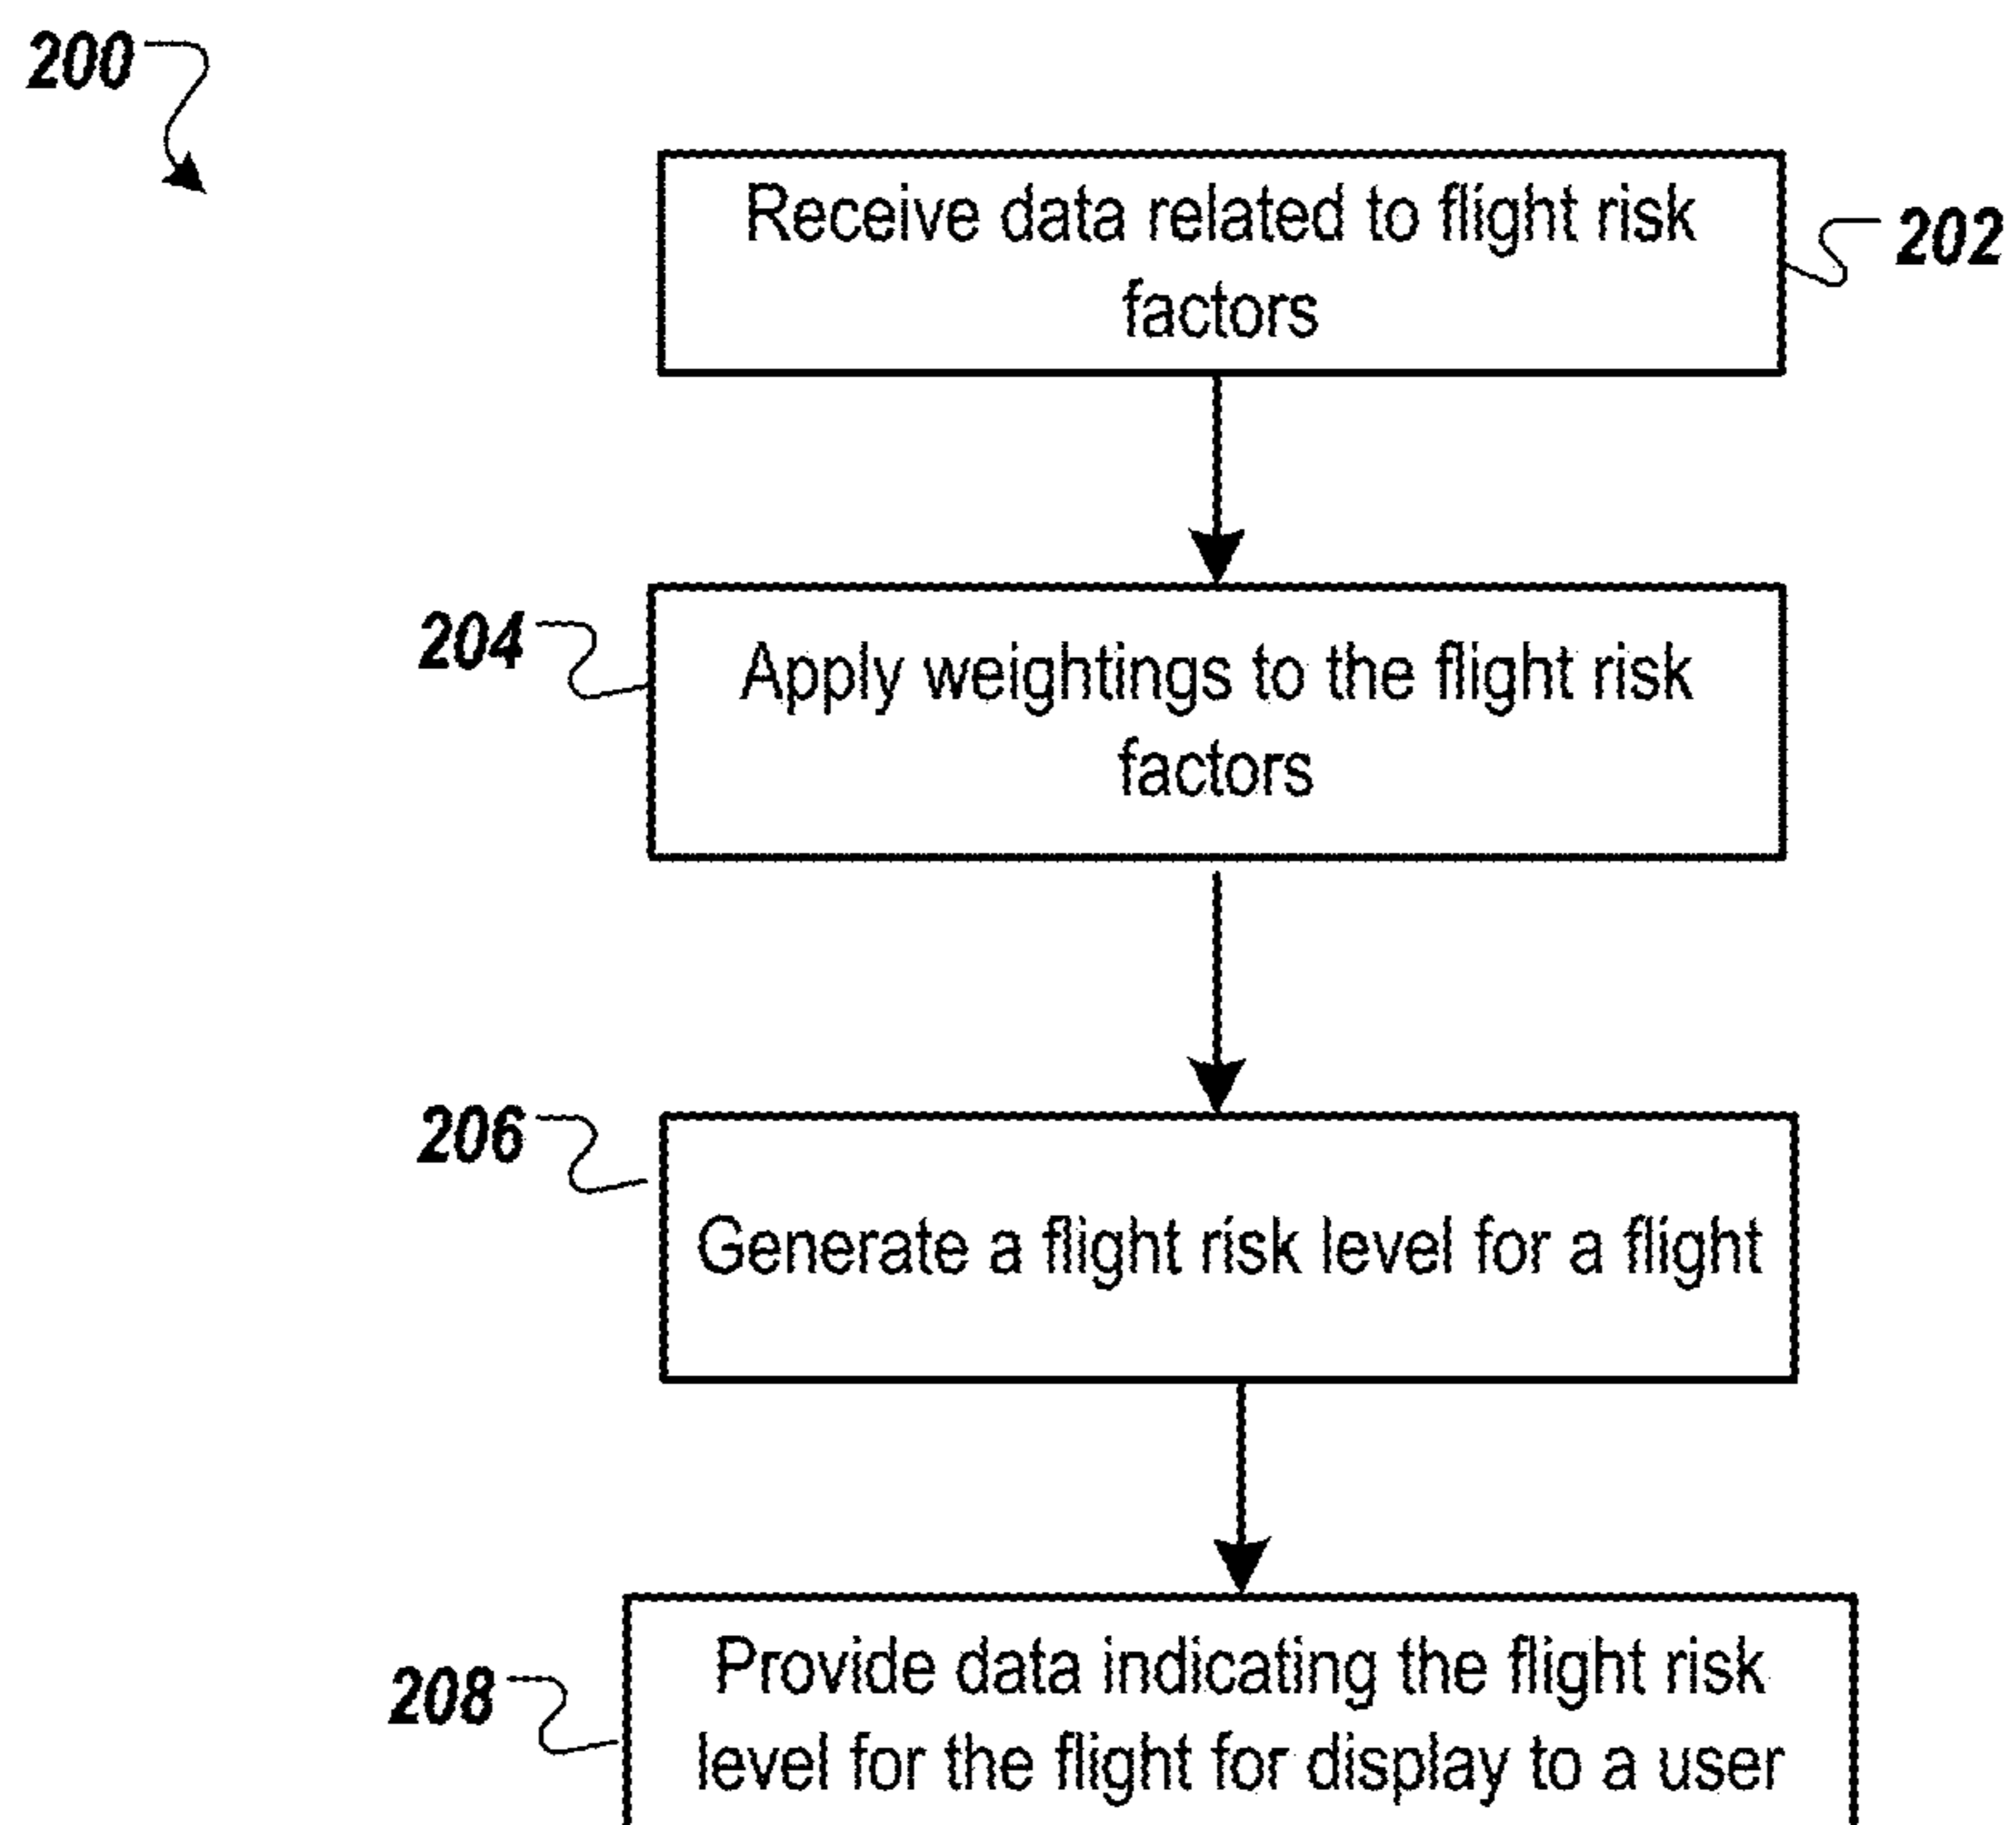 200
Receive data related to flight risk
factors
202
204
Apply weightings to the flight risk
factors
206
Generate a flight risk level for a flight
208
Provide data indicating the flight risk
level for the flight for display to a user